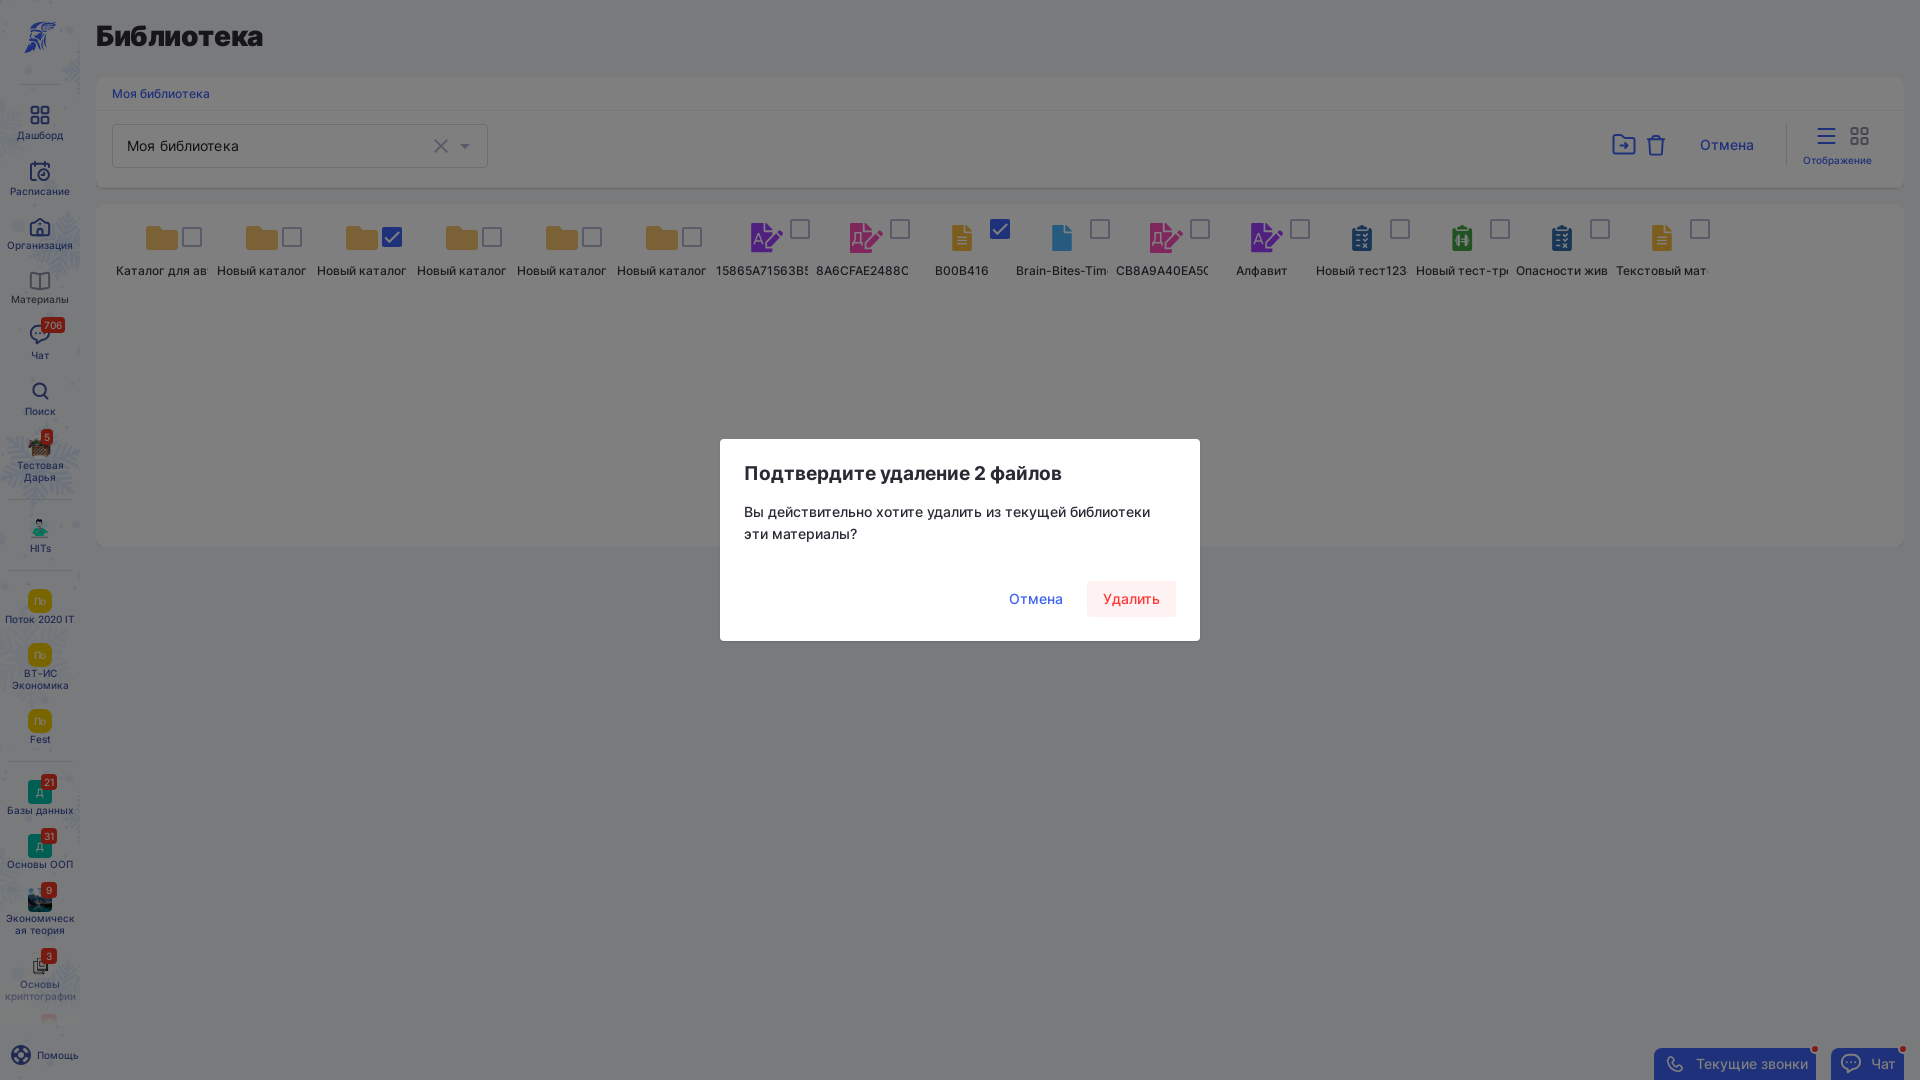 Библиотека
Моя библиотека
Моя библиотека
Отмена
Отображение
Каталог для ав
Новый каталог
Новый каталог
Новый каталог
Новый каталог
Новый каталог
15865A71563B5
8A6CFAE2488C
B00B416
Brain-Bites-Tim
CB8A9A40EA50
Алфавит
Новый тест123
Новый тест-тр
Опасности жив
Текстовый мат
Подтвердите удаление 2 файлов
Вы действительно хотите удалить из текущей библиотеки
эти материалы?
Отмена
Удалить
Дашборд
Расписание
Организация
Материалы
706
Чат
Поиск
5
Тестовая
Дарья
HITs
По
Поток 2020 IT
По
ВТ-ИС
Экономика
По
Fest
21
Д
Базы данных
31
Д
Основы ООП
9
Экономическ
ая теория
3
Основы
криптографии
Помощь
Текущие звонки
Чат